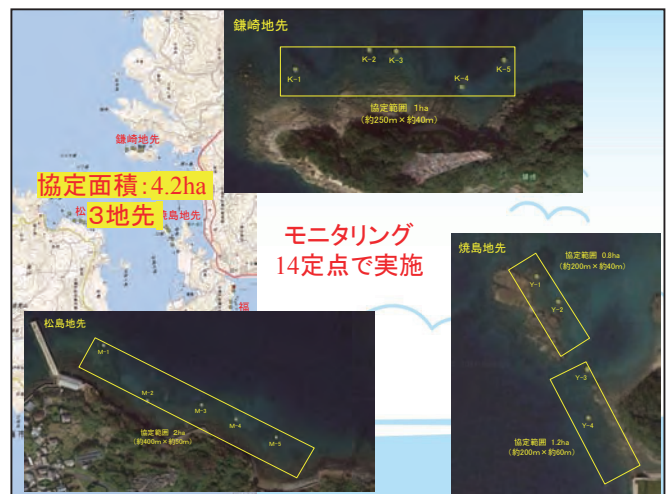 鎌崎地先
K-1
K-2
K-3
K-4
K-5
協定範囲 1ha
(約250m×約40m)
鎌崎地先
協定面積:4.2ha
3地先
松
島地先
モニタリング
14定点で実施
福
焼島地先
協定範囲 0.8ha
(約200m×約40m)
Y-1
Y-2
Y-3
Y-4
協定範囲 1.2ha
(約200m×約60m)
松島地先
M-1
M-2
M-3
M-4
M-5
協定範囲 2ha
(約400m×約50m)